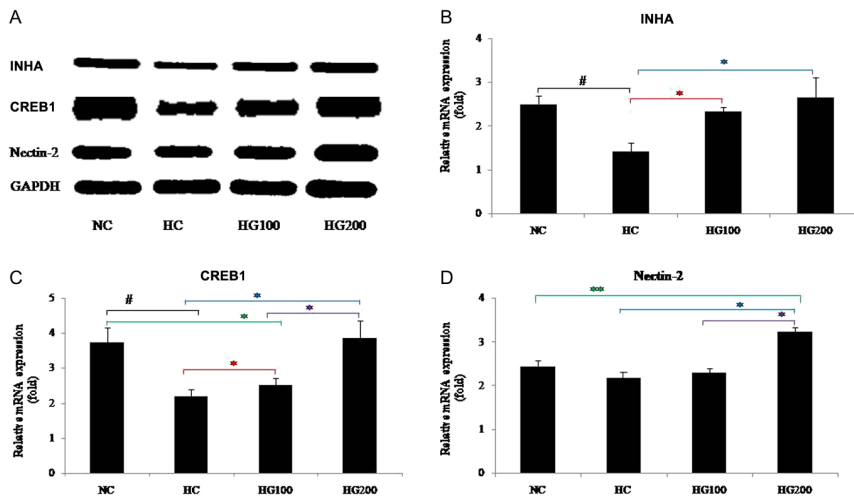 A
INHA
CREB1
Nectin-2
GAPDH
NC HC HG100 HG200
B
INHA
Relative mRNA expression
(fold)
4
3
2
1
0
#
*
*
NC HC HG100 HG200
C
CREB1
Relative mRNA expression
(fold)
5
4
3
2
1
0
#
*
*
*
*
NC HC HG100 HG200
D
Nectin-2
Relative mRNA expression
(fold)
4
3
2
1
0
**
*
*
NC HC HG100 HG200